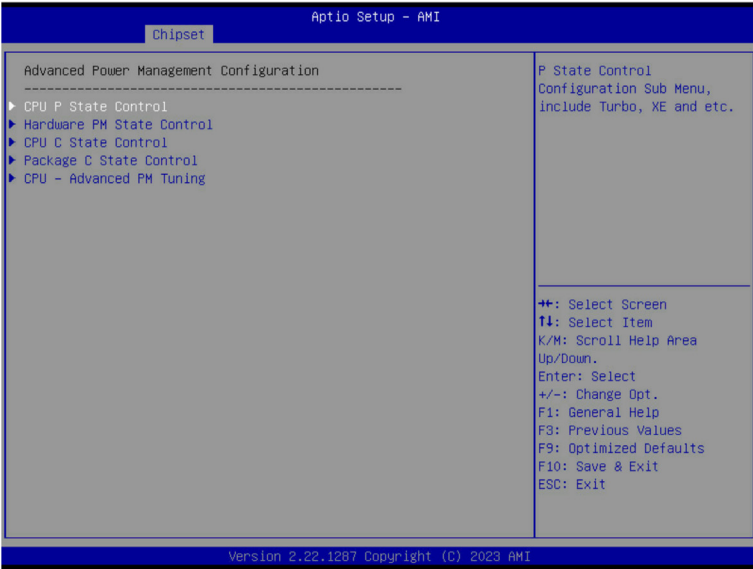 Aptio Setup – AMI
Chipset
Advanced Power Management Configuration
--------------------------------------------------
CPU P State Control
Hardware PM State Control
CPU C State Control
Package C State Control
CPU – Advanced PM Tuning
P State Control
Configuration Sub Menu,
include Turbo, XE and etc.
→←: Select Screen
↑↓: Select Item
K/M: Scroll Help Area
Up/Down.
Enter: Select
+/-: Change Opt.
F1: General Help
F3: Previous Values
F9: Optimized Defaults
F10: Save & Exit
ESC: Exit
Version 2.22.1287 Copyright (C) 2023 AMI